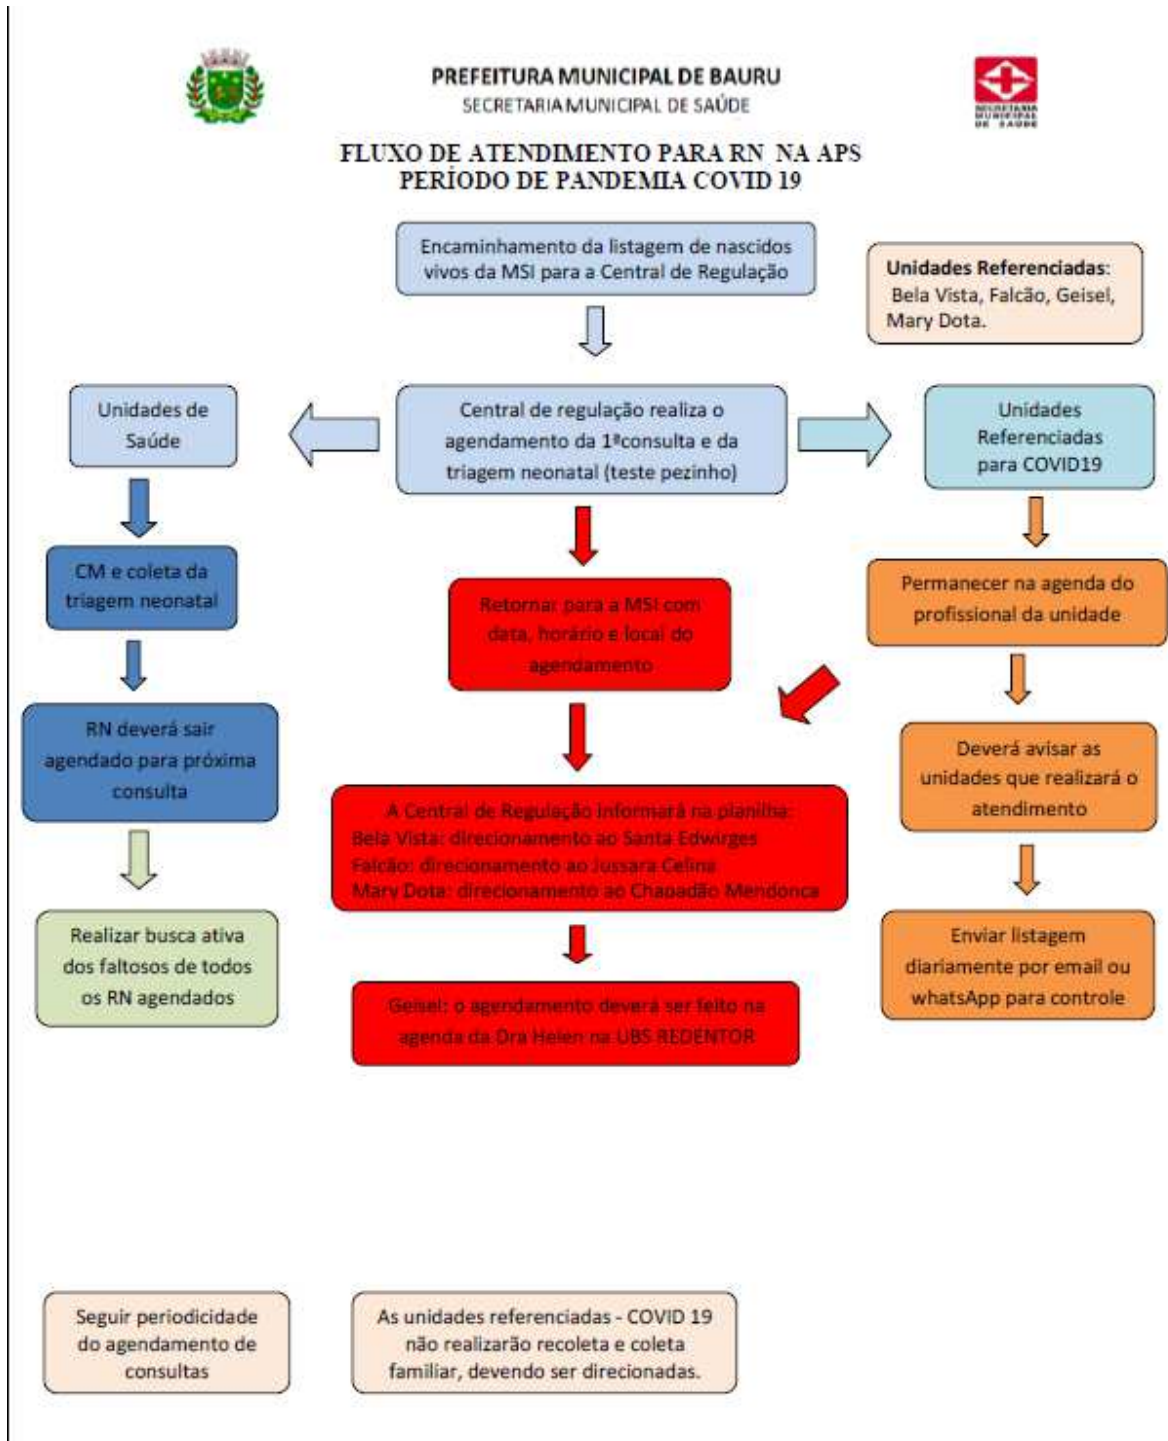 PREFEITURA MUNICIPAL DE BAURU
SECRETARIA MUNICIPAL DE SAÚDE
SECRETARIA
MUNICIPAL
DE SAÚDE
FLUXO DE ATENDIMENTO PARA RN NA APS
PERÍODO DE PANDEMIA COVID 19
Encaminhamento da listagem de nascidos
vivos da MSI para a Central de Regulação
Unidades Referenciadas:
Bela Vista, Falcão, Geisel,
Mary Dota.
Unidades de
Saúde
Central de regulação realiza o
agendamento da 1ªconsulta e da
triagem neonatal (teste pezinho)
Unidades
Referenciadas
para COVID19
CM e coleta da
triagem neonatal
Retornar para a MSI com
data, horário e local do
agendamento
Permanecer na agenda do
profissional da unidade
RN deverá sair
agendado para próxima
consulta
Deverá avisar as
unidades que realizará o
atendimento
A Central de Regulação informará na planilha:
Bela Vista: direcionamento ao Santa Edwirges
Falcão: direcionamento ao Jussara Celina
Mary Dota: direcionamento ao Chapadão Mendonca
Realizar busca ativa
dos faltosos de todos
os RN agendados
Enviar listagem
diariamente por email ou
whatsApp para controle
Geisel: o agendamento deverá ser feito na
agenda da Dra Helen na UBS REDENTOR
Seguir periodicidade
do agendamento de
consultas
As unidades referenciadas - COVID 19
não realizarão recoleta e coleta
familiar, devendo ser direcionadas.